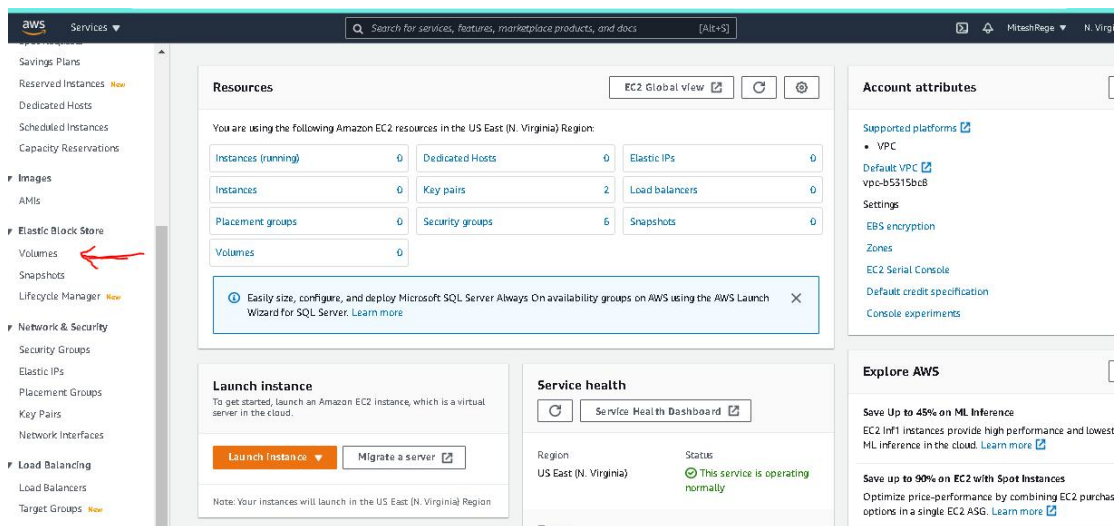 aws
Services ▼
Search for services, features, marketplace products, and docs [Alt+S]
MiteshRege ▼
N. Virgi
Savings Plans
Reserved Instances New
Dedicated Hosts
Scheduled Instances
Capacity Reservations
Images
AMIs
Elastic Block Store
Volumes
Snapshots
Lifecycle Manager New
Network & Security
Security Groups
Elastic IPs
Placement Groups
Key Pairs
Network Interfaces
Load Balancing
Load Balancers
Target Groups New
Resources
EC2 Global view
You are using the following Amazon EC2 resources in the US East (N. Virginia) Region:
Instances (running) 0 Dedicated Hosts 0 Elastic IPs 0
Instances 0 Key pairs 2 Load balancers 0
Placement groups 0 Security groups 6 Snapshots 0
Volumes 0
Easily size, configure, and deploy Microsoft SQL Server Always On availability groups on AWS using the AWS Launch
Wizard for SQL Server. Learn more
Launch instance
To get started, launch an Amazon EC2 instance, which is a virtual
server in the cloud.
Launch Instance ▼
Migrate a server
Note: Your instances will launch in the US East (N. Virginia) Region
Service health
Service Health Dashboard
Region Status
US East (N. Virginia) This service is operating
normally
Account attributes
Supported platforms
• VPC
Default VPC
vpc-b5315bc8
Settings
EBS encryption
Zones
EC2 Serial Console
Default credit specification
Console experiments
Explore AWS
Save Up to 45% on ML Inference
EC2 Inf1 instances provide high performance and lowest
ML inference in the cloud. Learn more
Save up to 90% on EC2 with Spot Instances
Optimize price-performance by combining EC2 purchas
options in a single EC2 ASG. Learn more